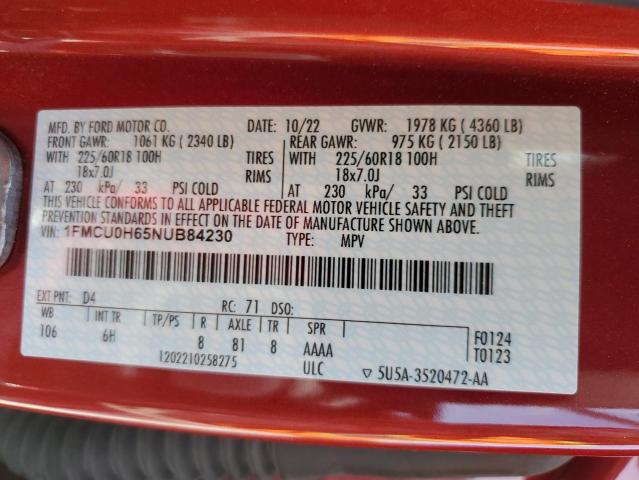 MFD. BY FORD MOTOR CO. DATE: 10/22 GVWR: 1978 KG ( 4360 LB)
FRONT GAWR: 1061 KG ( 2340 LB) REAR GAWR: 975 KG ( 2150 LB)
WITH 225/60R18 100H TIRES WITH 225/60R18 100H TIRES
18x7.0J RIMS 18x7.0J RIMS
AT 230 kPa/ 33 PSI COLD AT 230 kPa/ 33 PSI COLD
THIS VEHICLE CONFORMS TO ALL APPLICABLE FEDERAL MOTOR VEHICLE SAFETY AND THEFT
PREVENTION STANDARDS IN EFFECT ON THE DATE OF MANUFACTURE SHOWN ABOVE.
VIN: 1FMCU0H65NUB84230 TYPE: MPV
EXT PNT: D4 RC: 71 DSO:
WB INT TR TP/PS R AXLE TR SPR F0124
106 6H 8 81 8 AAAA T0123
1202210258275 ULC ▽ 5U5A-3520472-AA